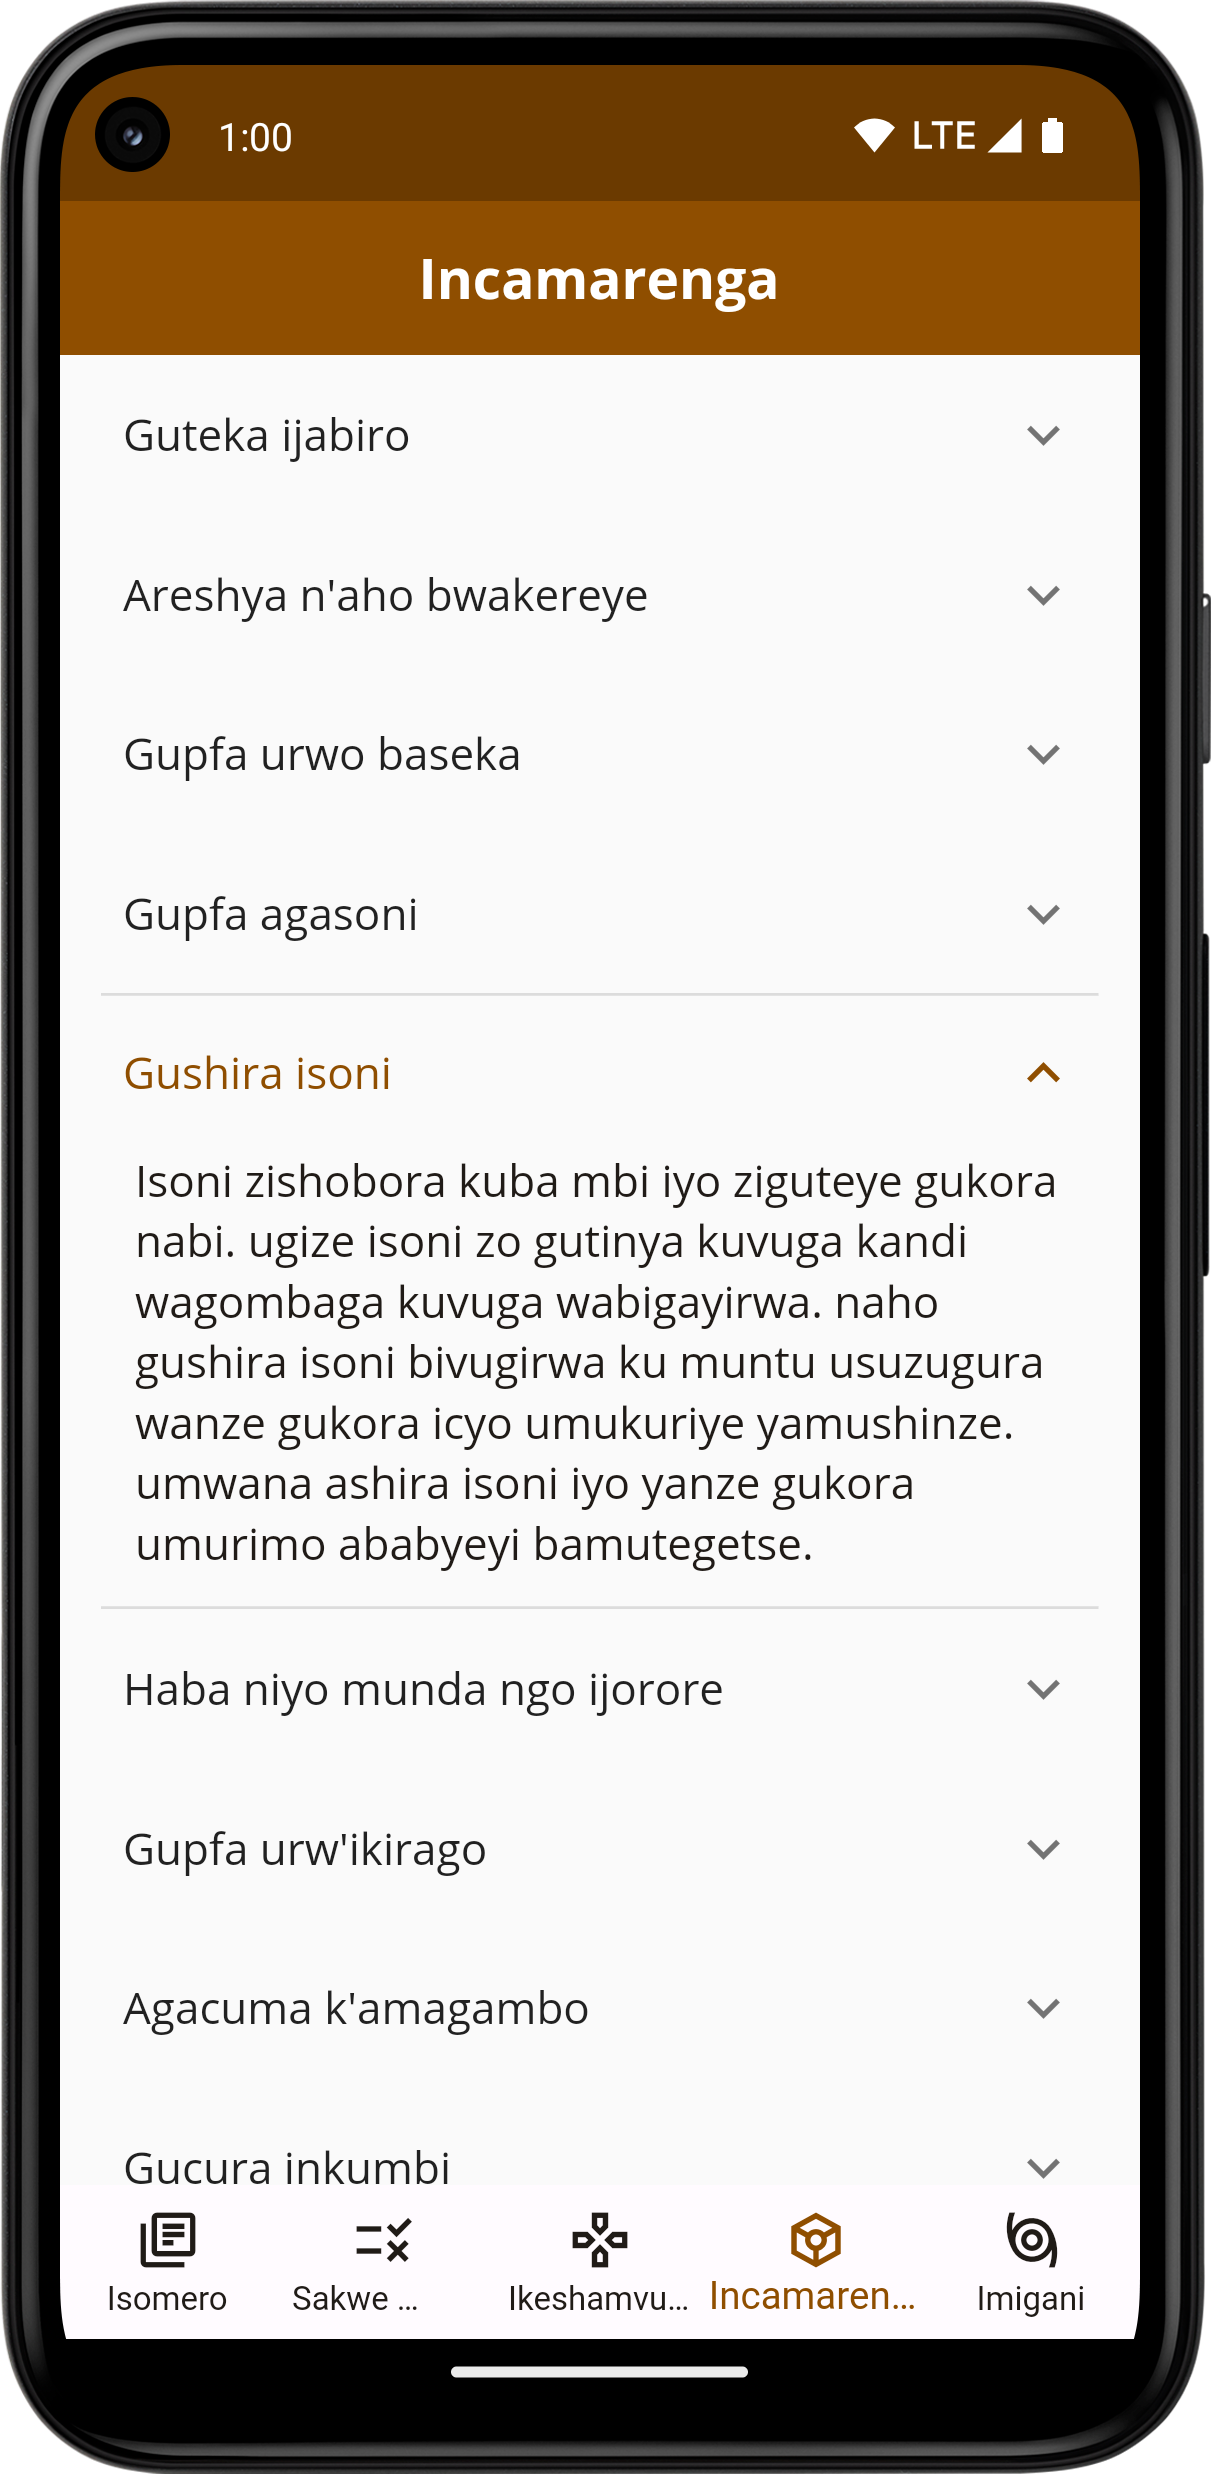 1:00 LTE
Incamarenga
Guteka ijabiro
Areshya n'aho bwakereye
Gupfa urwo baseka
Gupfa agasoni
Gushira isoni
Isoni zishobora kuba mbi iyo ziguteye gukora
nabi. ugize isoni zo gutinya kuvuga kandi
wagombaga kuvuga wabigayirwa. naho
gushira isoni bivugirwa ku muntu usuzugura
wanze gukora icyo umukuriye yamushinze.
umwana ashira isoni iyo yanze gukora
umurimo ababyeyi bamutegetse.
Haba niyo munda ngo ijorore
Gupfa urw'ikirago
Agacuma k'amagambo
Gucura inkumbi
Isomero Sakwe ... Ikeshamvu... Incamaren... Imigani